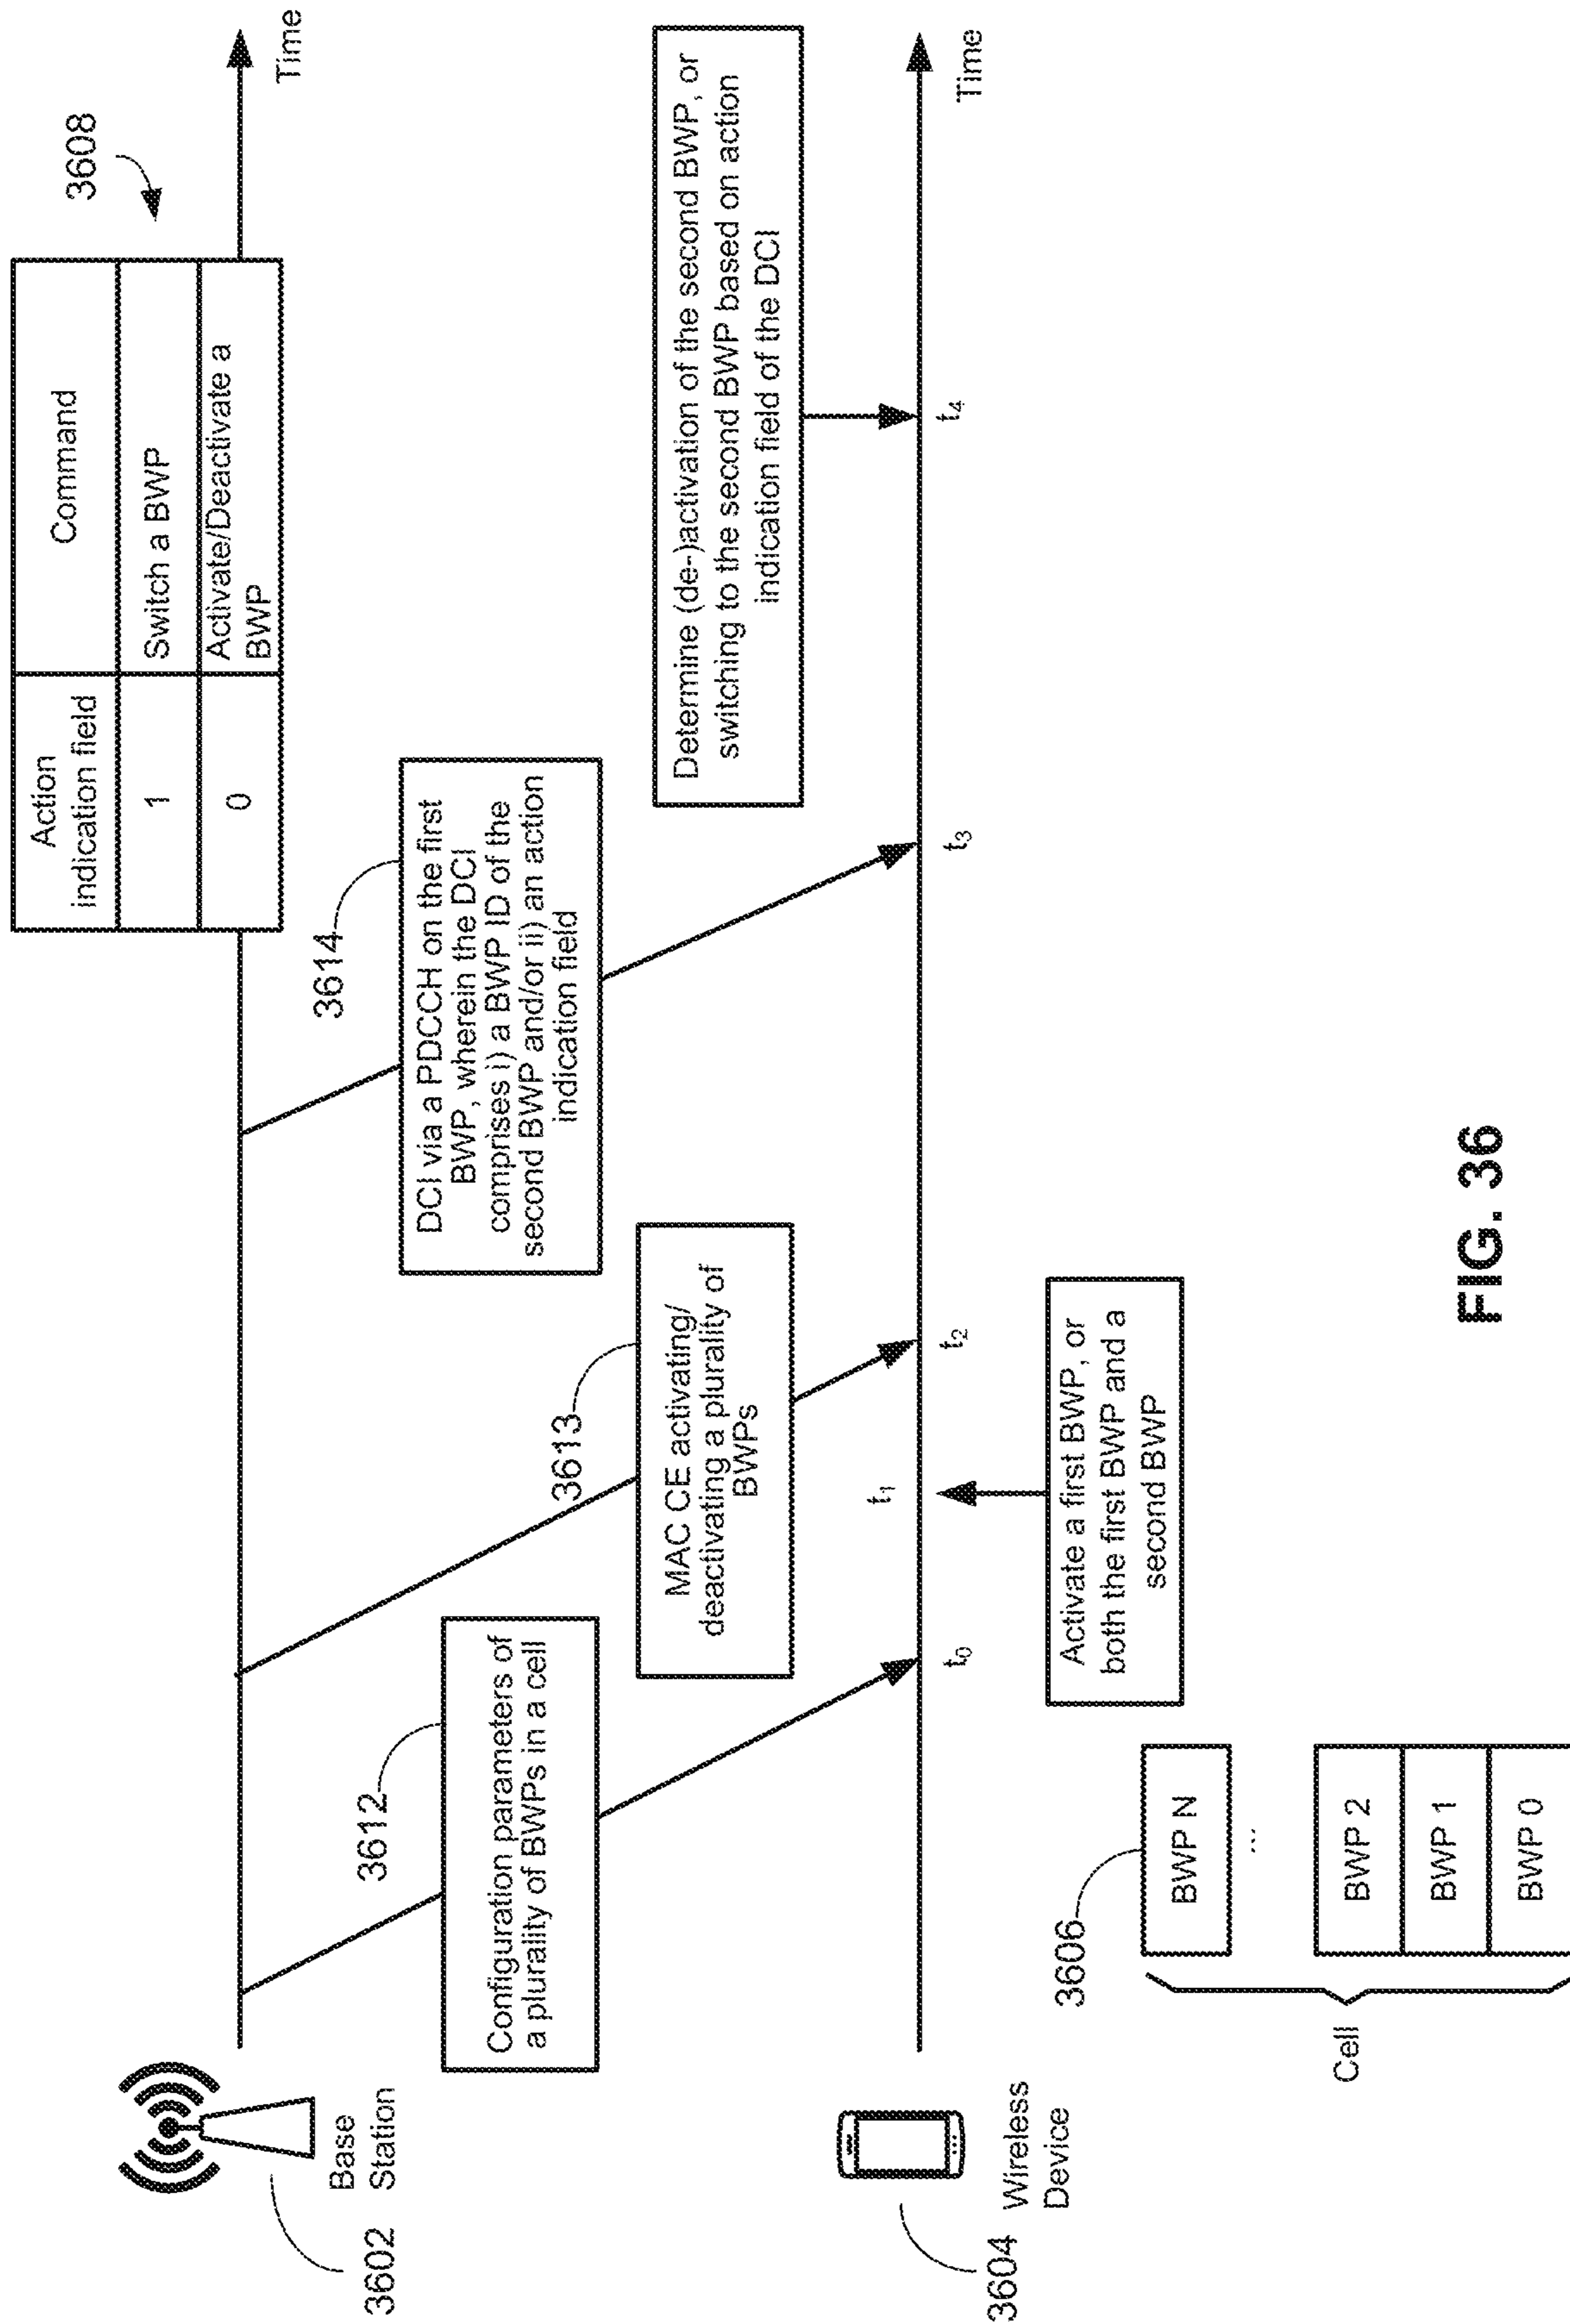 Action
indication field
Command
1
Switch a BWP
0
Activate/Deactivate a
BWP
3608
Time
3602
Base
Station
3612
Configuration parameters of
a plurality of BWPs in a cell
3613
MAC CE activating/
deactivating a plurality of
BWPs
3614
DCI via a PDCCH on the first
BWP, wherein the DCI
comprises i) a BWP ID of the
second BWP and/or ii) an action
indication field
Determine (de-)activation of the second BWP, or
switching to the second BWP based on action
indication field of the DCI
3604
Wireless
Device
t0
t1
t2
t3
t4
Time
Activate a first BWP, or
both the first BWP and a
second BWP
3606
Cell
BWP N
...
BWP 2
BWP 1
BWP 0
FIG. 36